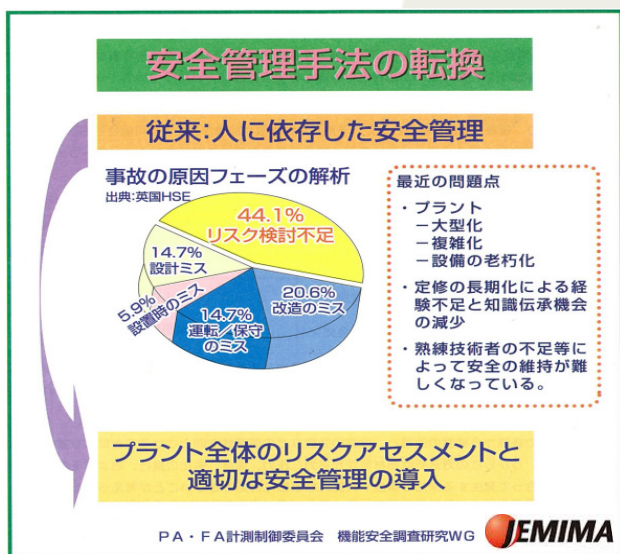 安全管理手法の転換
従来:人に依存した安全管理
事故の原因フェーズの解析
出典:英国HSE
44.1%
リスク検討不足
14.7%
設計ミス
5.9%
設置時のミス
14.7%
運転/保守
のミス
20.6%
改造のミス
最近の問題点
・プラント
－大型化
－複雑化
－設備の老朽化
・定修の長期化による経
験不足と知識伝承機会
の減少
・熟練技術者の不足等に
よって安全の維持が難
しくなっている。
プラント全体のリスクアセスメントと
適切な安全管理の導入
PA・FA計測制御委員会 機能安全調査研究WG
JEMIMA